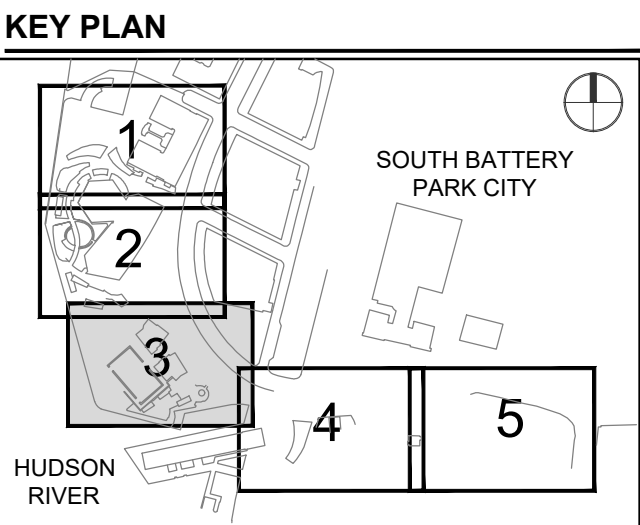 KEY PLAN
1
SOUTH BATTERY
PARK CITY
2
3
4
5
HUDSON
RIVER